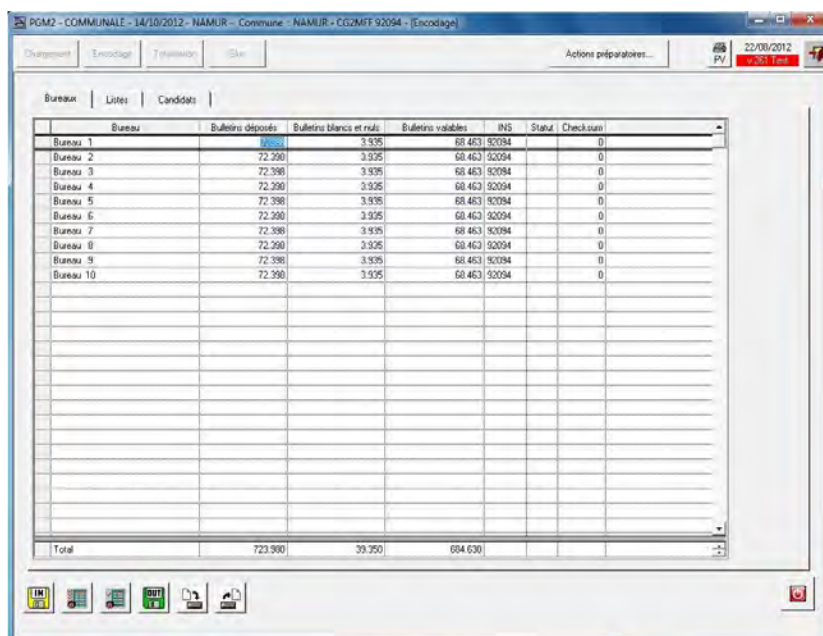 PGM2 - COMMUNALE - 14/10/2012 - NAMUR - Commune : NAMUR - CG2MFF 92094 - (Encodage)
Chargement Encodage Totalisation Actions préparatoires... PV 22/08/2012
v 261 Test
Bureaux Listes Candidats
Bureau Bulletins déposés Bulletins blancs et nuls Bulletins valables INS Statut Checksum
Bureau 1 72.398 3.935 68.463 92094 0
Bureau 2 72.398 3.935 68.463 92094 0
Bureau 3 72.398 3.935 68.463 92094 0
Bureau 4 72.398 3.935 68.463 92094 0
Bureau 5 72.398 3.935 68.463 92094 0
Bureau 6 72.398 3.935 68.463 92094 0
Bureau 7 72.398 3.935 68.463 92094 0
Bureau 8 72.398 3.935 68.463 92094 0
Bureau 9 72.398 3.935 68.463 92094 0
Bureau 10 72.398 3.935 68.463 92094 0
Total 723.980 39.350 684.630
IN OUT